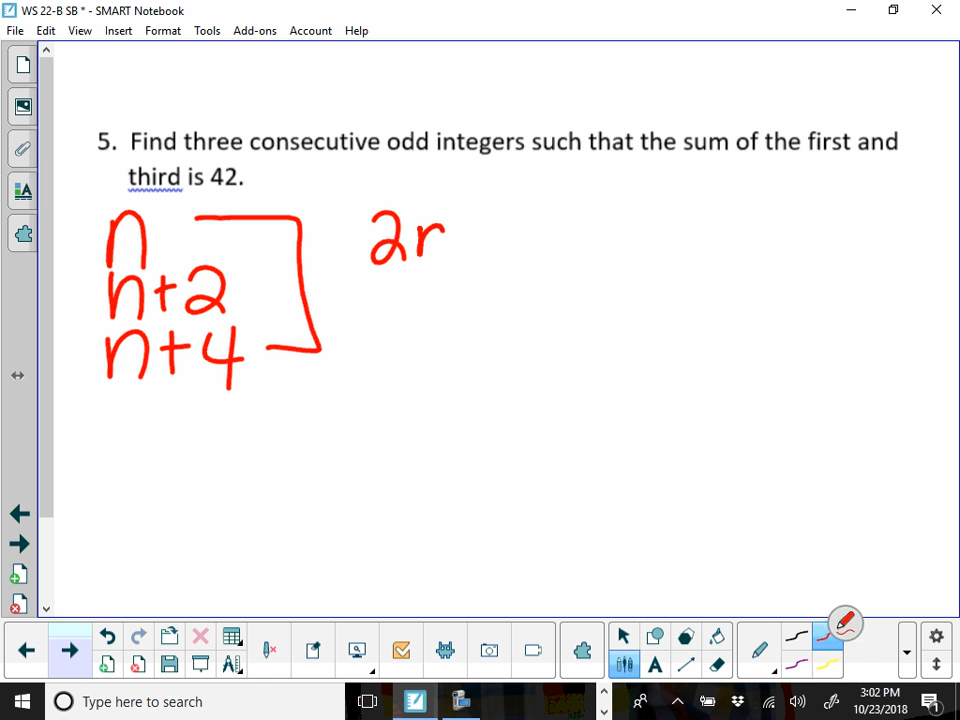 WS 22-B SB * - SMART Notebook
File Edit View Insert Format Tools Add-ons Account Help
5. Find three consecutive odd integers such that the sum of the first and
third is 42.
n 2r
n+2
n+4
Type here to search
3:02 PM
10/23/2018
1